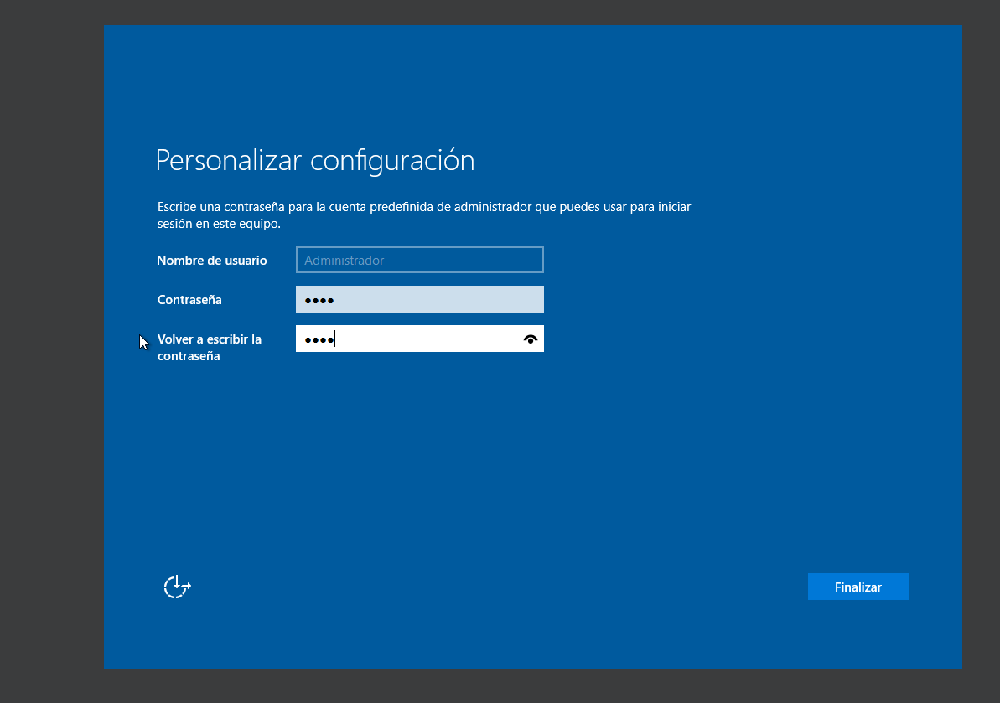 Personalizar configuración
Escribe una contraseña para la cuenta predefinida de administrador que puedes usar para iniciar
sesión en este equipo.
Nombre de usuario
Administrador
Contraseña
••••
Volver a escribir la
contraseña
••••
Finalizar